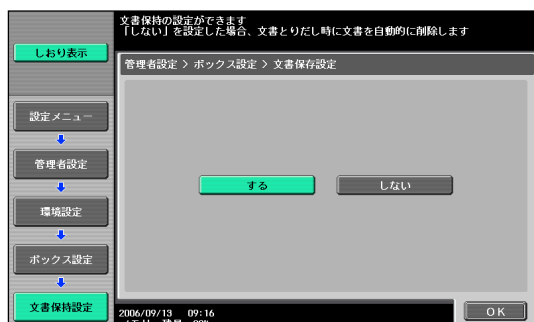 文書保持の設定ができます
「しない」を設定した場合、文書とりだし時に文書を自動的に削除します
しおり表示
管理者設定 > ボックス設定 > 文書保存設定
設定メニュー
管理者設定
環境設定
ボックス設定
文書保持設定
する
しない
2006/09/13 09:16
OK